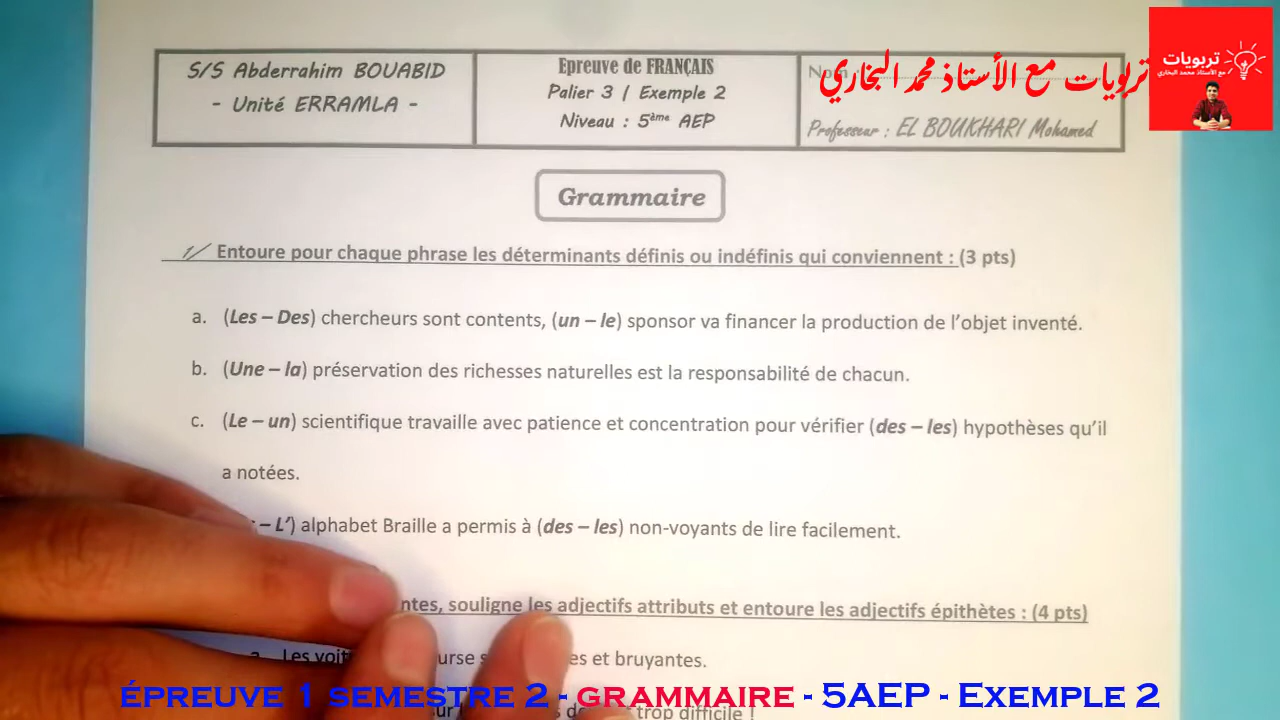 S/S Abderrahim BOUABID
- Unité ERRAMLA -
Epreuve de FRANÇAIS
Palier 3 / Exemple 2
Niveau : 5ème AEP
Nom
Professeur : EL BOUKHARI Mohamed
تربويات مع الأستاذ محمد البخاري
تربويات
مع الأستاذ محمد البخاري
Grammaire
1/ Entoure pour chaque phrase les déterminants définis ou indéfinis qui conviennent : (3 pts)
a. (Les – Des) chercheurs sont contents, (un – le) sponsor va financer la production de l'objet inventé.
b. (Une – la) préservation des richesses naturelles est la responsabilité de chacun.
c. (Le – un) scientifique travaille avec patience et concentration pour vérifier (des – les) hypothèses qu'il
a notées.
– L') alphabet Braille a permis à (des – les) non-voyants de lire facilement.
souligne les adjectifs attributs et entoure les adjectifs épithètes : (4 pts)
a. Les et bruyantes.
trop difficile !
épreuve 1 semestre 2 - grammaire - 5AEP - Exemple 2